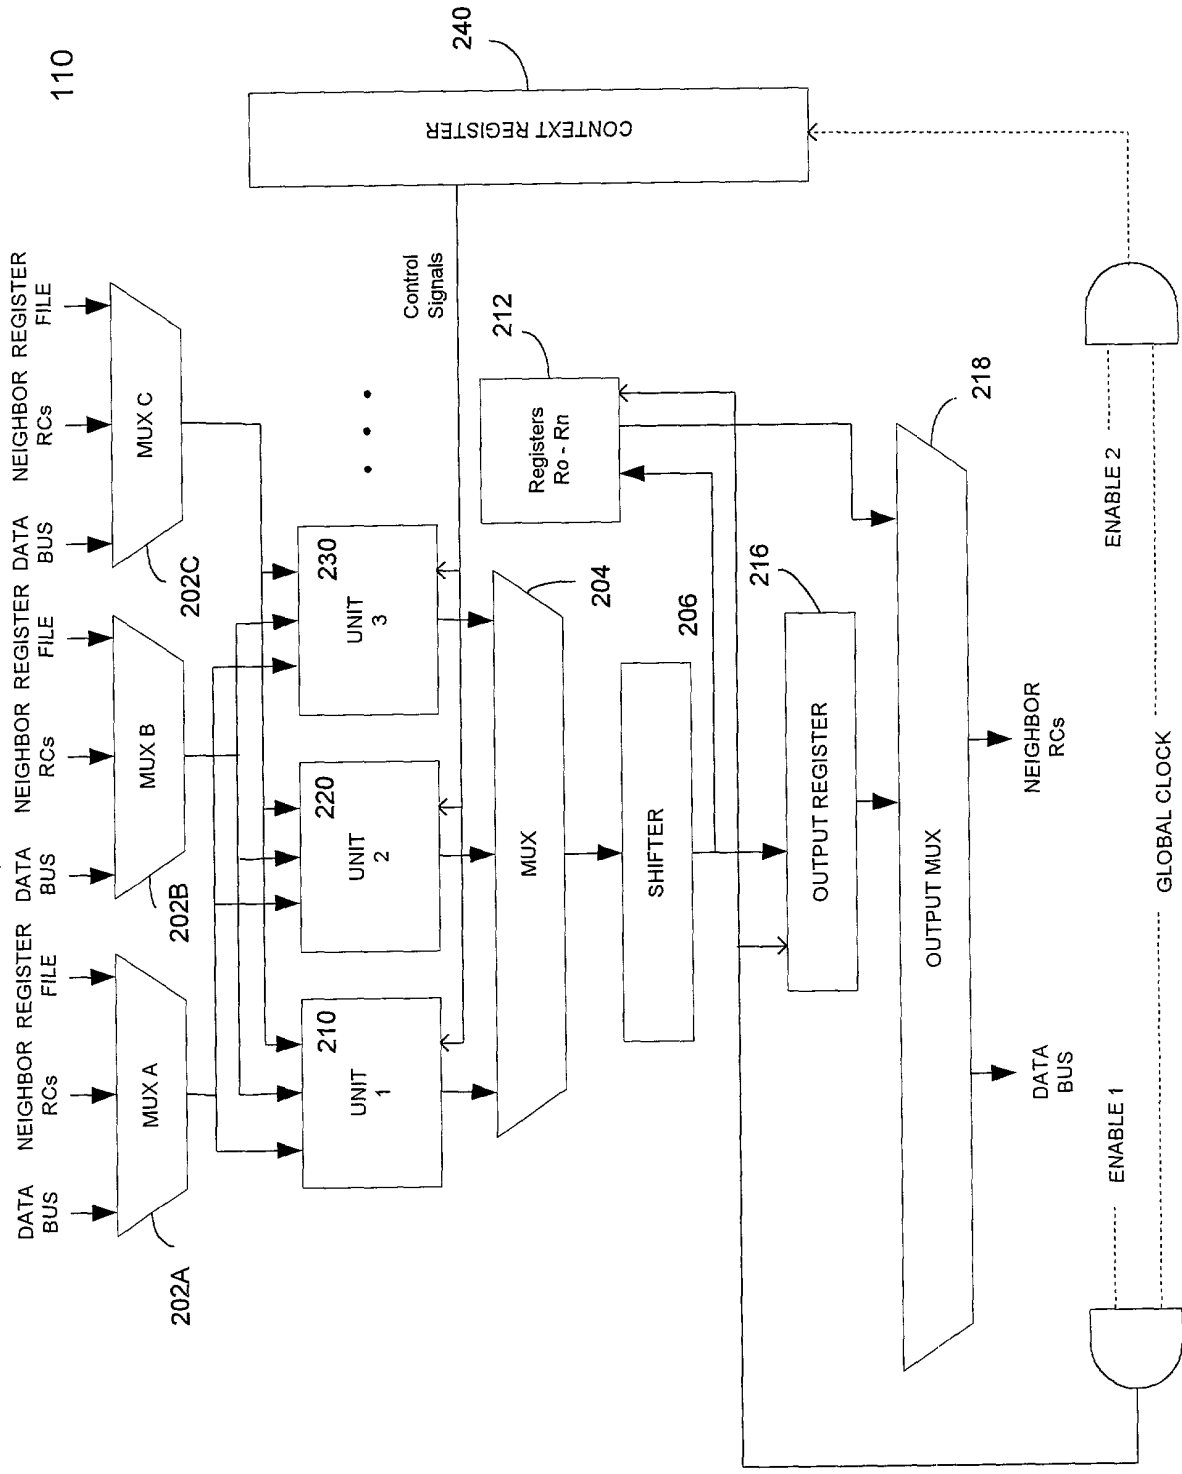 110
DATA
BUS
NEIGHBOR
RCs
REGISTER
FILE
DATA
BUS
NEIGHBOR
RCs
REGISTER
FILE
DATA
BUS
NEIGHBOR
RCs
REGISTER
FILE
MUX A
MUX B
MUX C
202A
202B
202C
210
UNIT
1
220
UNIT
2
230
UNIT
3
• • •
CONTEXT REGISTER
240
Control
Signals
MUX
204
212
Registers
Ro - Rn
SHIFTER
206
216
OUTPUT REGISTER
218
OUTPUT MUX
DATA
BUS
NEIGHBOR
RCs
ENABLE 1
ENABLE 2
GLOBAL CLOCK